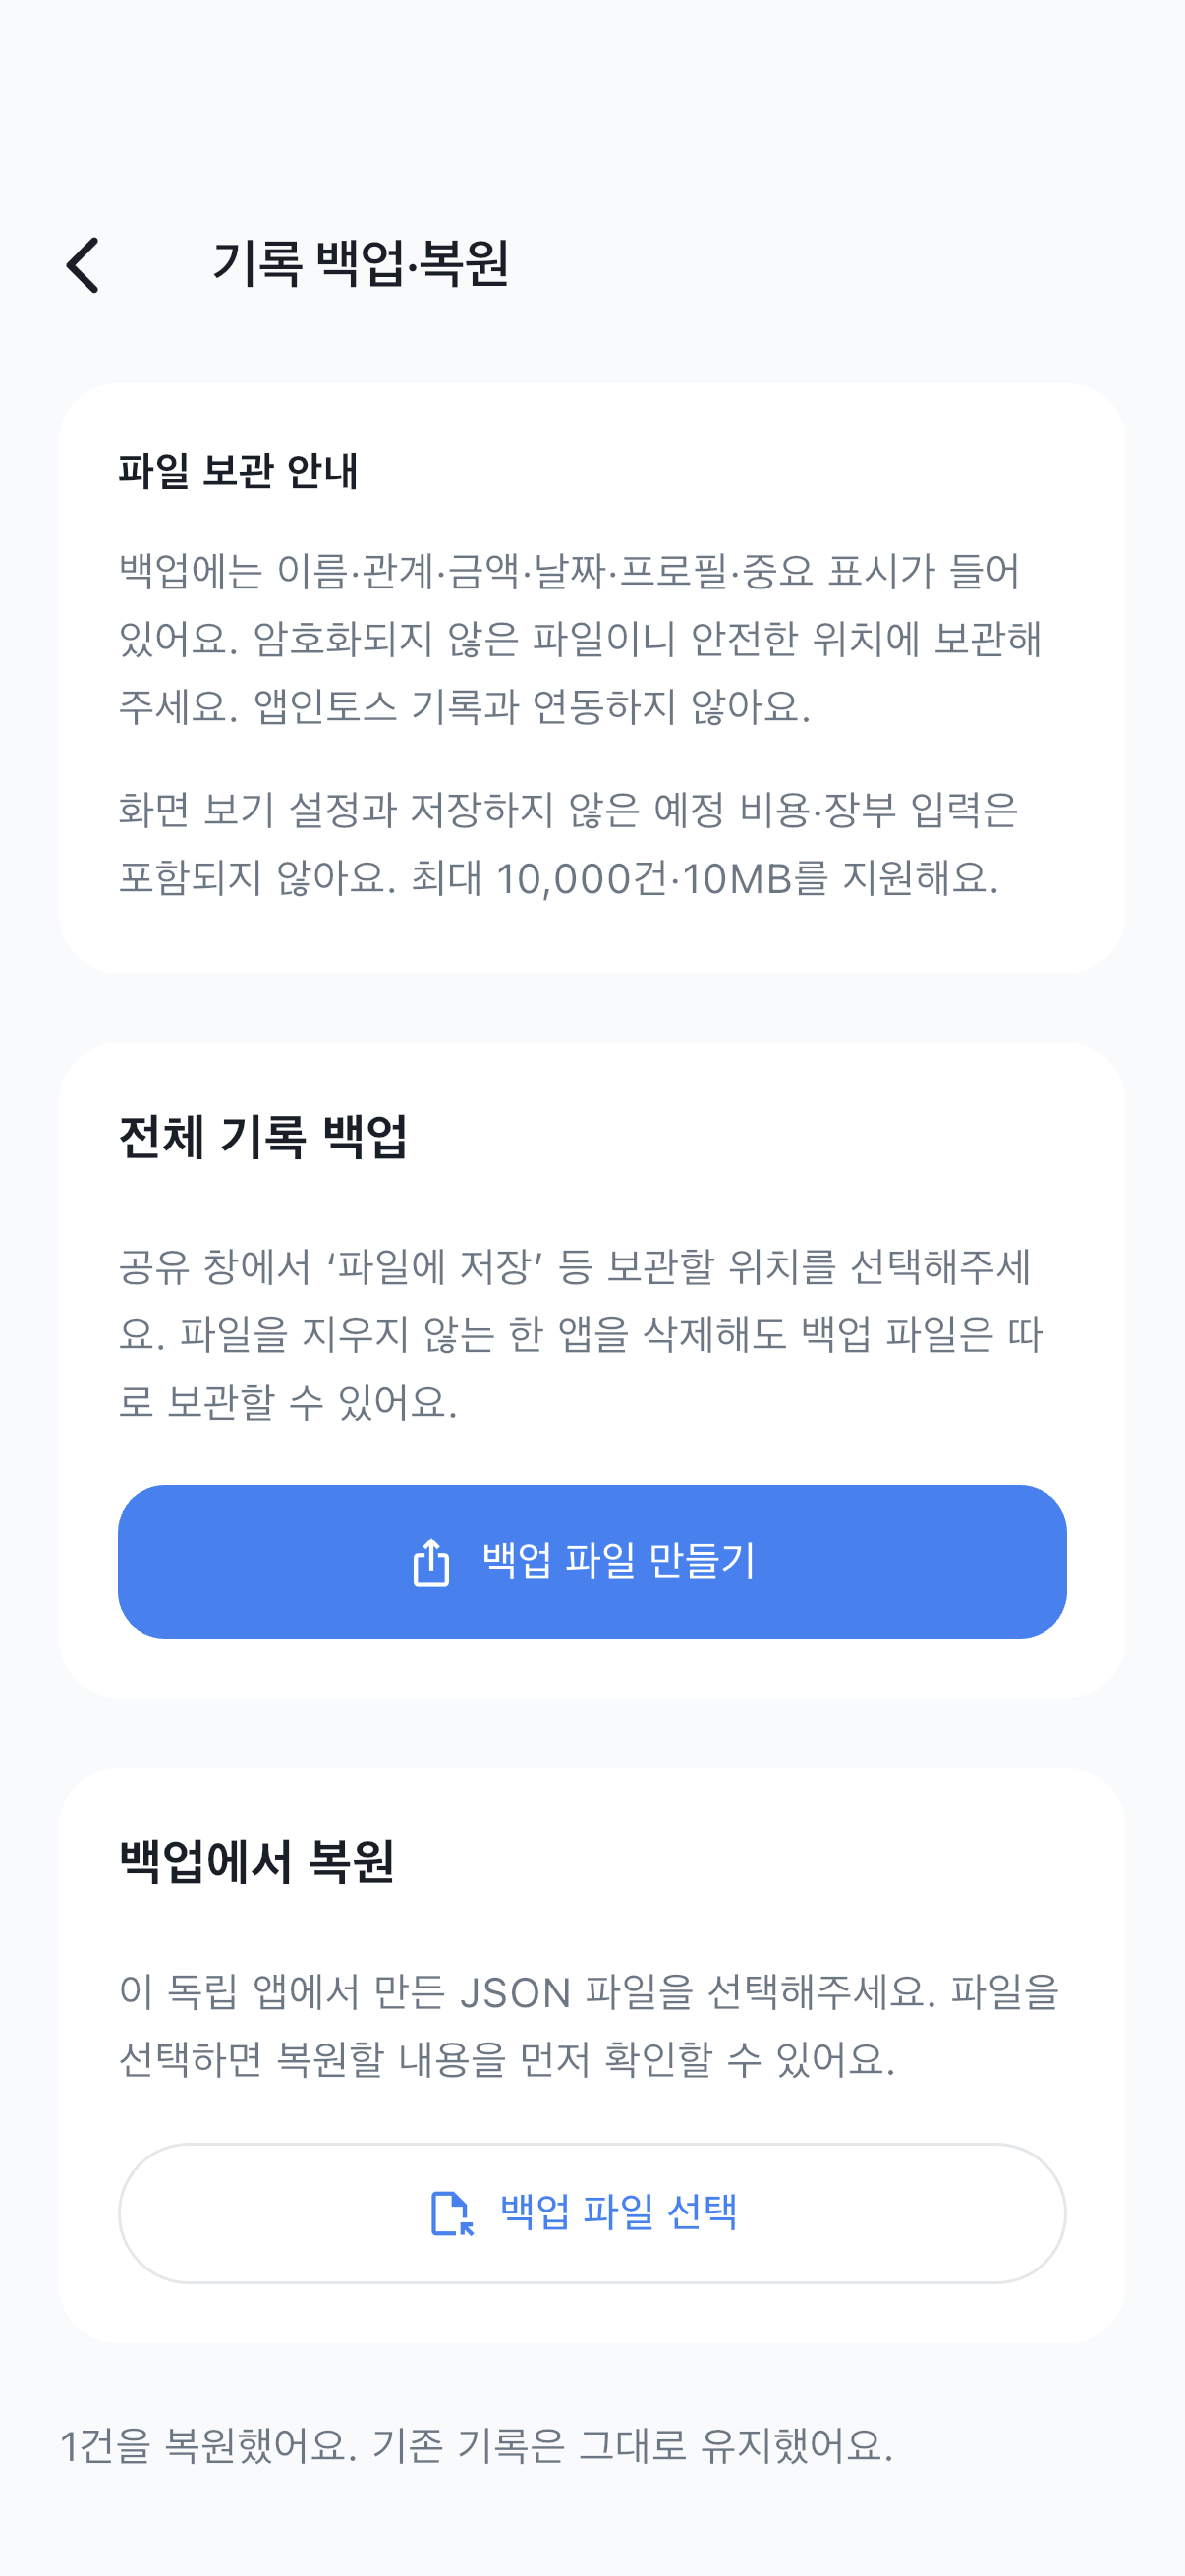 기록 백업·복원
파일 보관 안내
백업에는 이름·관계·금액·날짜·프로필·중요 표시가 들어
있어요. 암호화되지 않은 파일이니 안전한 위치에 보관해
주세요. 앱인토스 기록과 연동하지 않아요.
화면 보기 설정과 저장하지 않은 예정 비용·장부 입력은
포함되지 않아요. 최대 10,000건·10MB를 지원해요.
전체 기록 백업
공유 창에서 ‘파일에 저장’ 등 보관할 위치를 선택해주세
요. 파일을 지우지 않는 한 앱을 삭제해도 백업 파일은 따
로 보관할 수 있어요.
백업 파일 만들기
백업에서 복원
이 독립 앱에서 만든 JSON 파일을 선택해주세요. 파일을
선택하면 복원할 내용을 먼저 확인할 수 있어요.
백업 파일 선택
1건을 복원했어요. 기존 기록은 그대로 유지했어요.